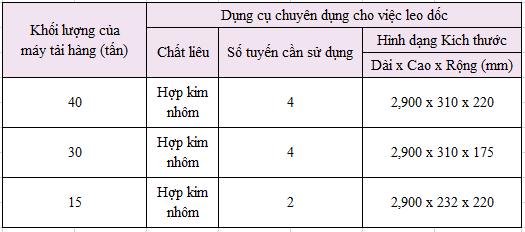 Khối lượng của
máy tải hàng (tấn)
Dụng cụ chuyên dụng cho việc leo dốc
Chất liêu
Số tuyến cần sử dụng
Hình dạng Kích thước
Dài x Cao x Rộng (mm)
40
Hợp kim
nhôm
4
2,900 x 310 x 220
30
Hợp kim
nhôm
4
2,900 x 310 x 175
15
Hợp kim
nhôm
2
2,900 x 232 x 220